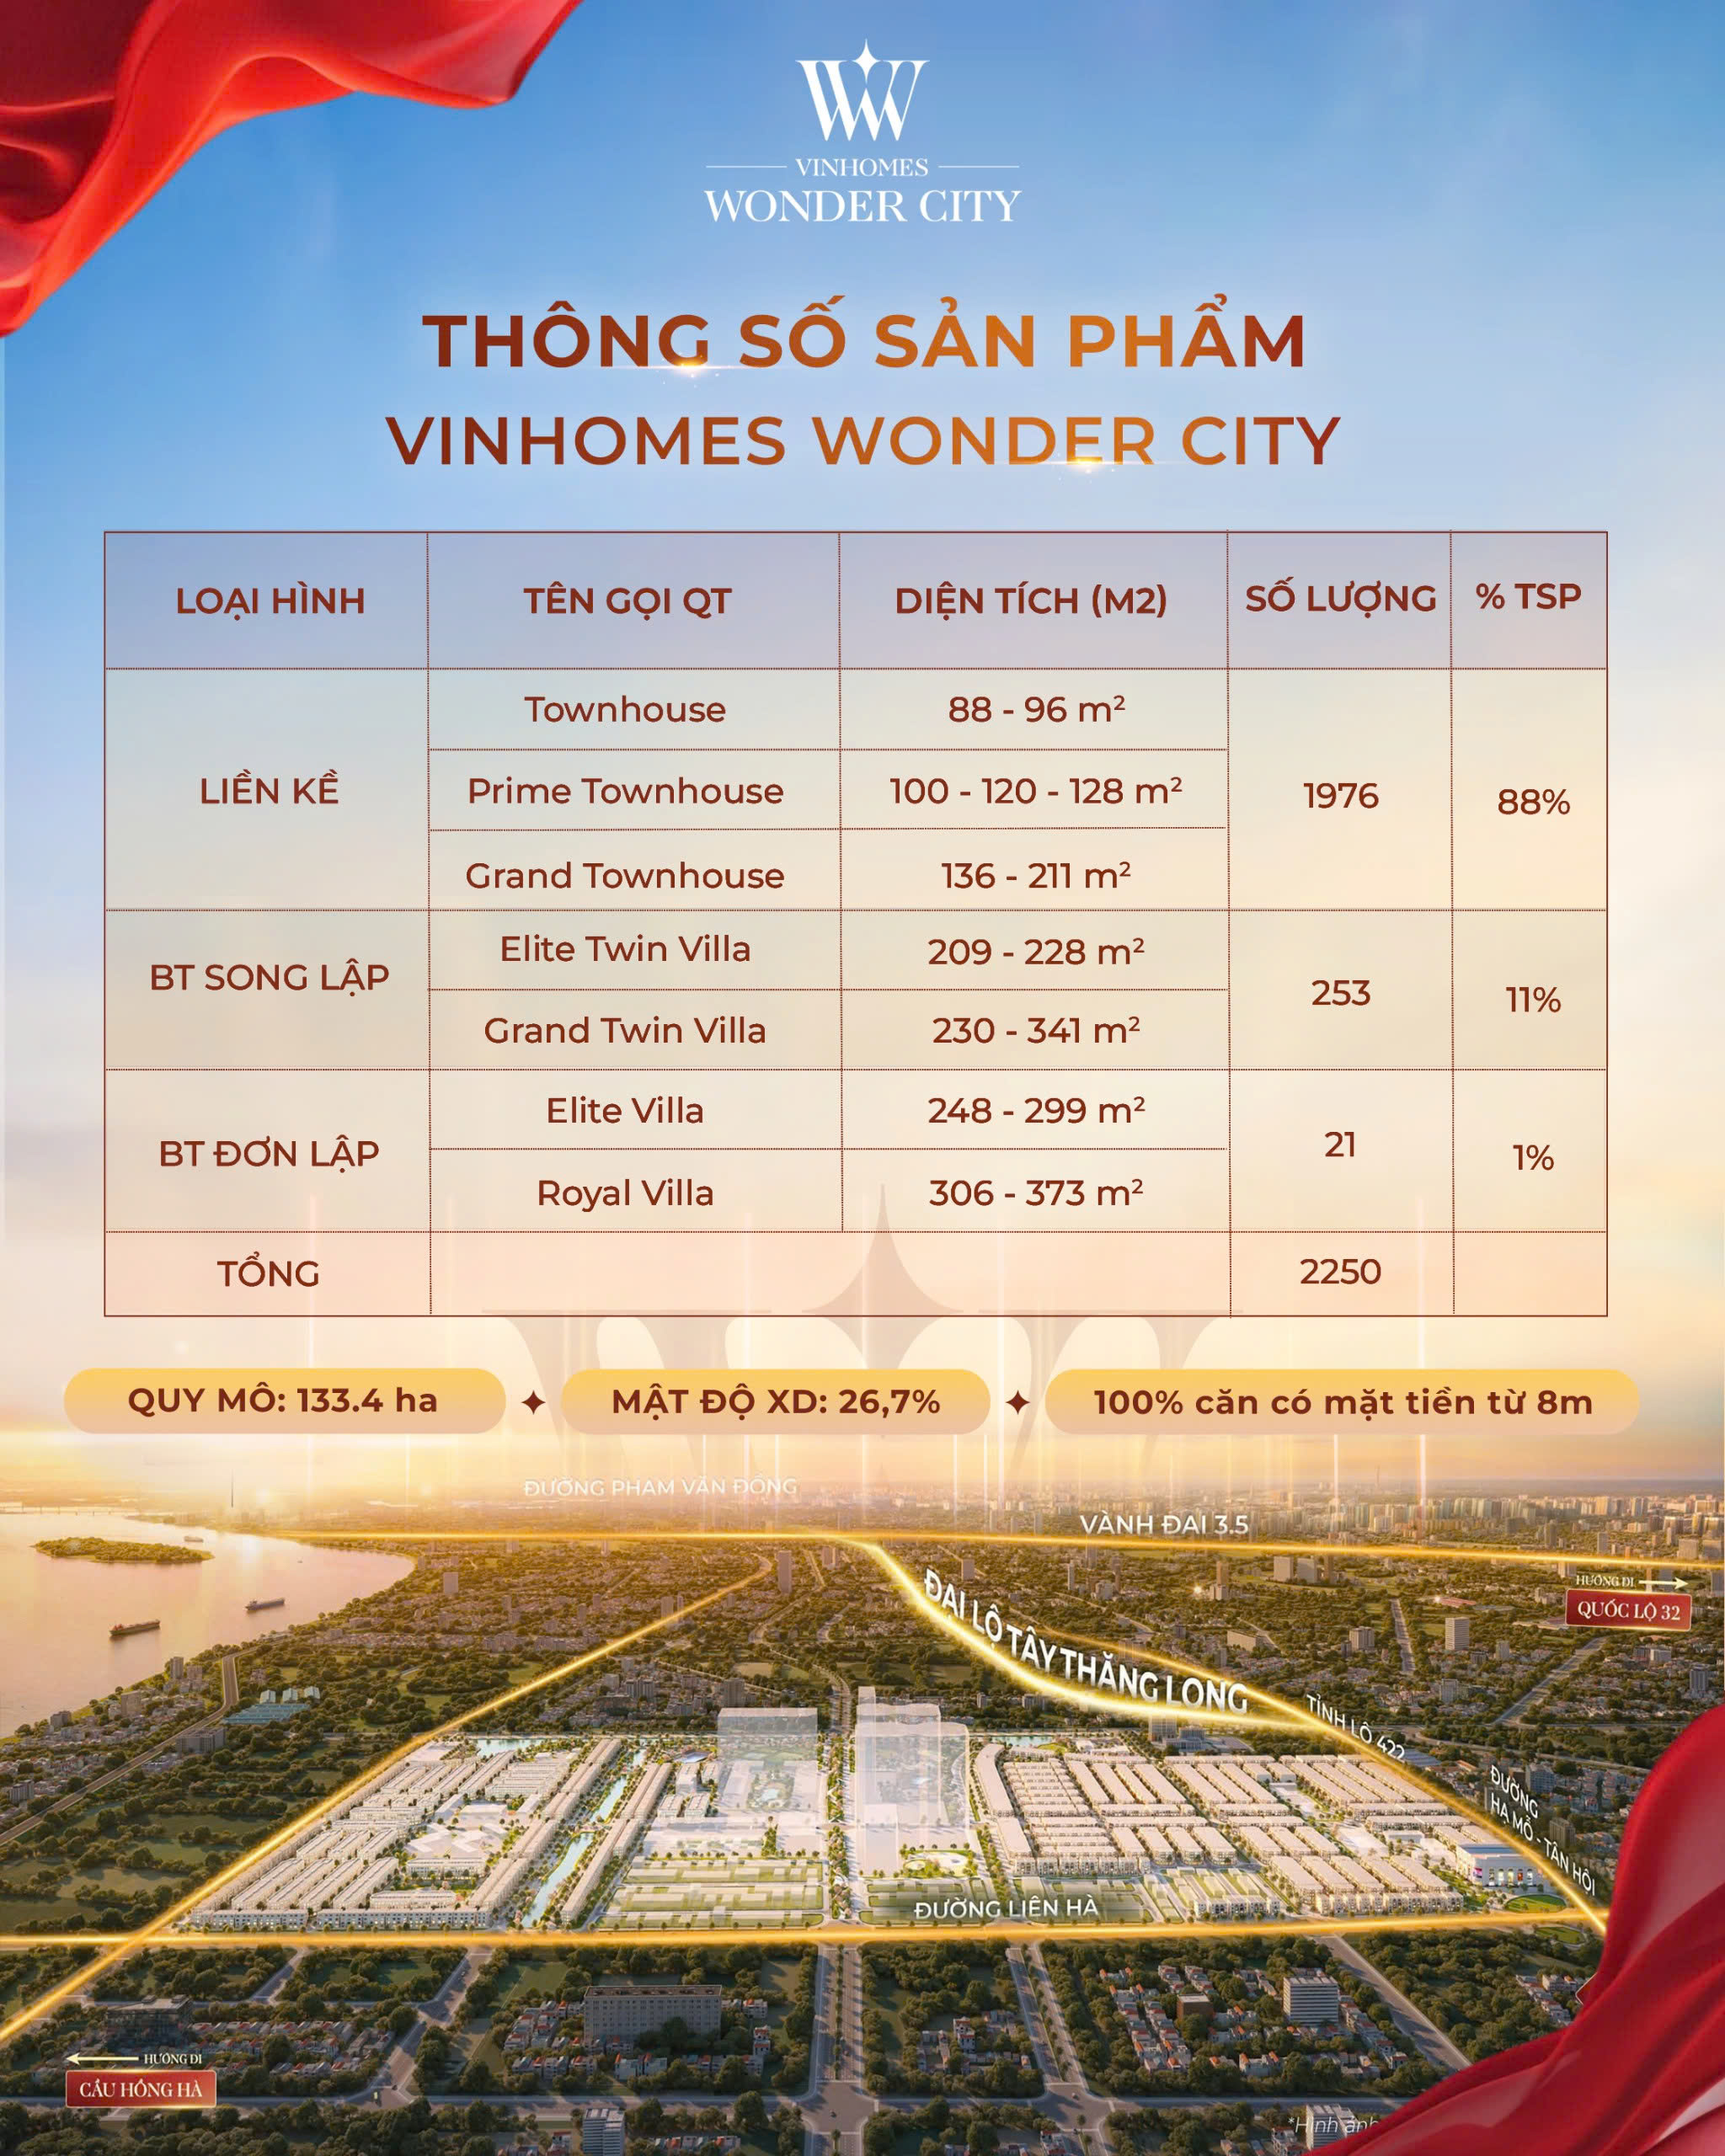 VINHOMES
WONDER CITY
THÔNG SỐ SẢN PHẨM
VINHOMES WONDER CITY
LOẠI HÌNH TÊN GỌI QT DIỆN TÍCH (M2) SỐ LƯỢNG % TSP
LIỀN KỀ
Townhouse 88 - 96 m²
Prime Townhouse 100 - 120 - 128 m²
Grand Townhouse 136 - 211 m²
1976 88%
BT SONG LẬP
Elite Twin Villa 209 - 228 m²
Grand Twin Villa 230 - 341 m²
253 11%
BT ĐƠN LẬP
Elite Villa 248 - 299 m²
Royal Villa 306 - 373 m²
21 1%
TỔNG 2250
QUY MÔ: 133.4 ha
MẬT ĐỘ XD: 26,7%
100% căn có mặt tiền từ 8m
ĐƯỜNG PHẠM VĂN ĐỒNG
VÀNH ĐAI 3.5
HƯỚNG ĐI
QUỐC LỘ 32
ĐẠI LỘ TÂY THĂNG LONG
TỈNH LỘ 422
ĐƯỜNG
HẠ MỖ - TÂN HỘI
ĐƯỜNG LIÊN HÀ
HƯỚNG ĐI
CẦU HỒNG HÀ
*Hình ảnh